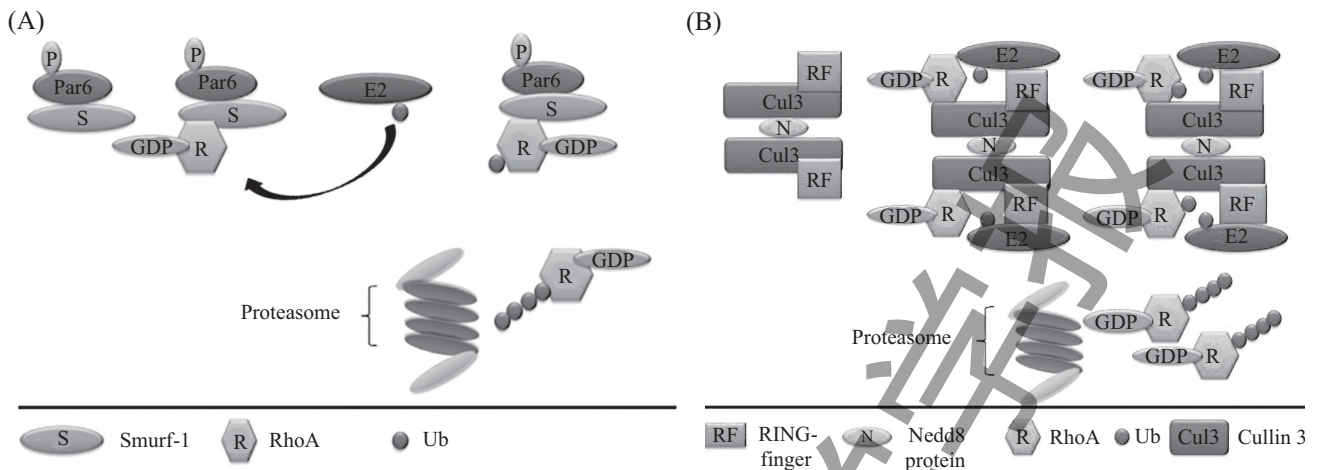 (A)
P
Par6
S
P
Par6
S
GDP
R
E2
P
Par6
S
R
GDP
R
GDP
Proteasome
S
Smurf-1
R
RhoA
Ub
(B)
RF
Cul3
N
Cul3
RF
E2
GDP
R
RF
Cul3
N
Cul3
GDP
R
RF
E2
E2
GDP
R
RF
Cul3
N
Cul3
GDP
R
RF
E2
Proteasome
GDP
R
GDP
R
RF
RING-
finger
N
Nedd8
protein
R
RhoA
Ub
Cul3
Cullin 3